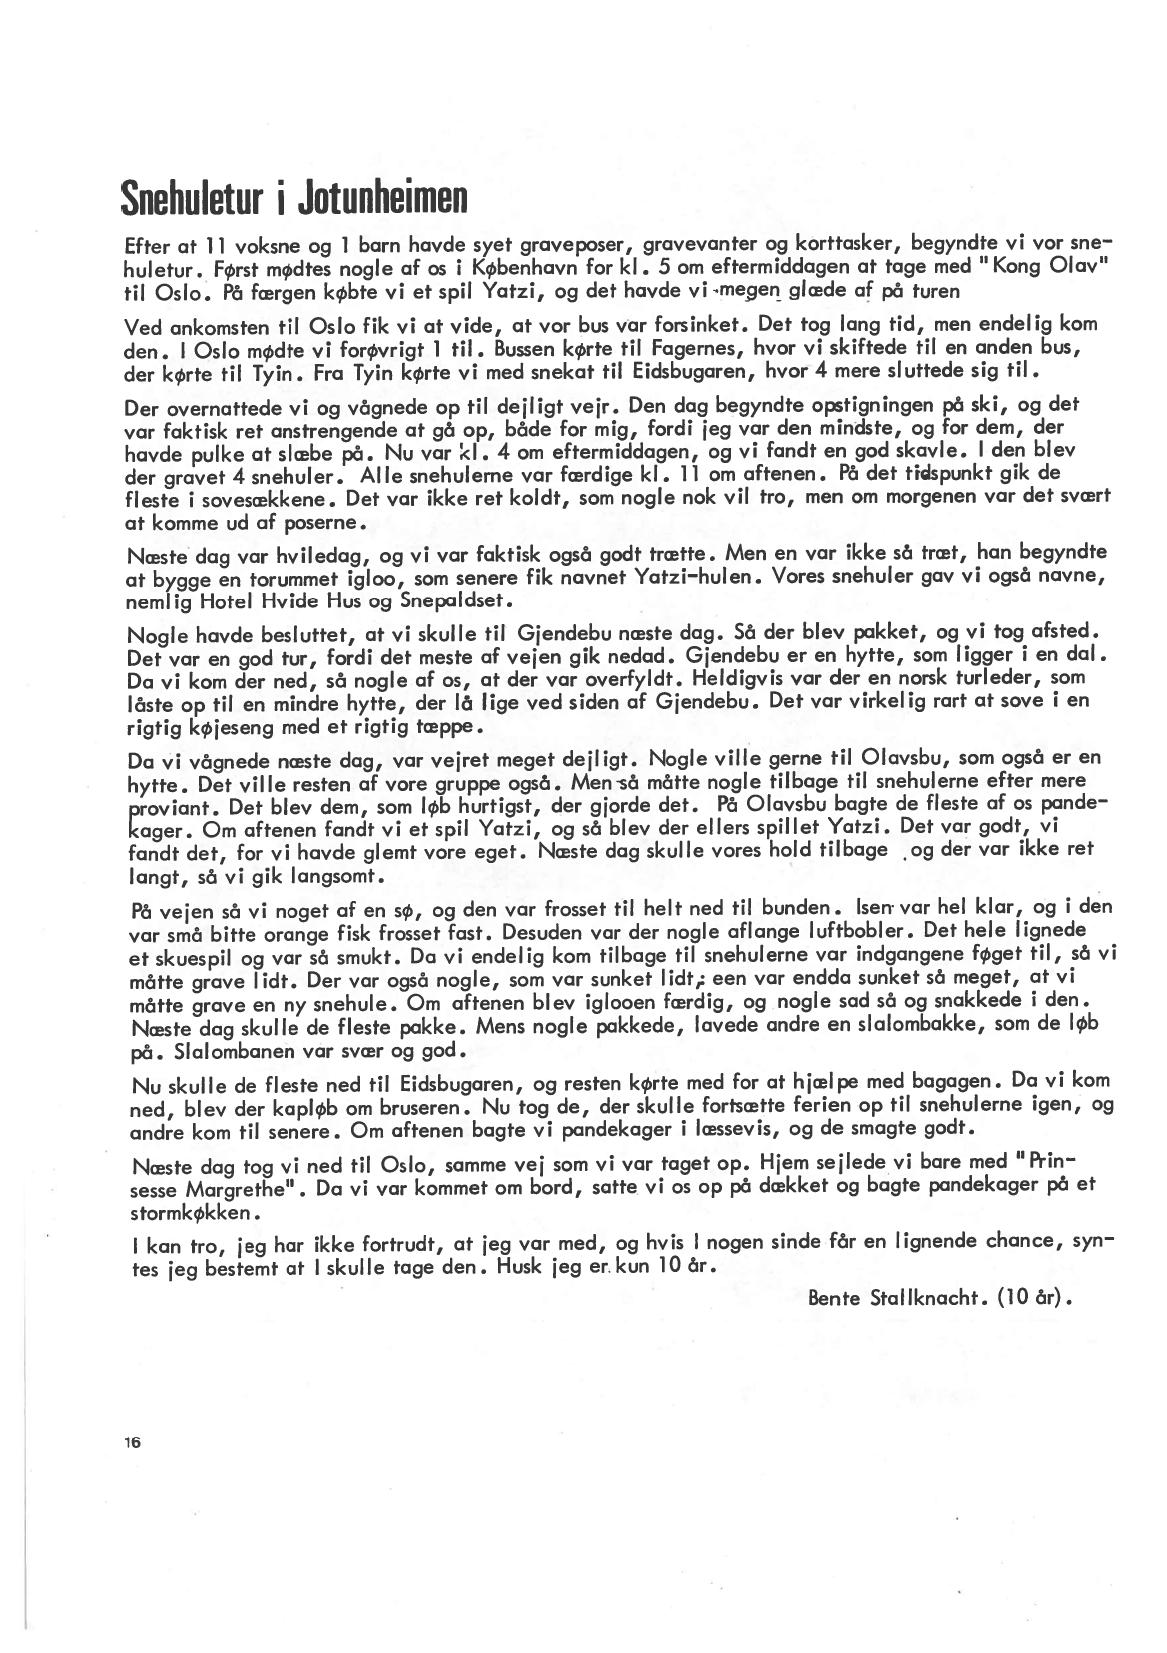 Snehuletur i Jotunheimen
Efter at 11 voksne og 1 barn havde syet graveposer, gravevanter og korttasker, begyndte vi vor sne-
huletur. Først mødtes nogle af os i København for kl. 5 om eftermiddagen at tage med "Kong Olav"
til Oslo. På færgen købte vi et spil Yatzi, og det havde vi megen glæde af på turen
Ved ankomsten til Oslo fik vi at vide, at vor bus var forsinket. Det tog lang tid, men endelig kom
den. I Oslo mødte vi forøvrigt 1 til. Bussen kørte til Fagernes, hvor vi skiftede til en anden bus,
der kørte til Tyin. Fra Tyin kørte vi med snekat til Eidsbugaren, hvor 4 mere sluttede sig til.
Der overnattede vi og vågnede op til dejligt vejr. Den dag begyndte opstigningen på ski, og det
var faktisk ret anstrengende at gå op, både for mig, fordi jeg var den mindste, og for dem, der
havde pulke at slæbe på. Nu var kl. 4 om eftermiddagen, og vi fandt en god skavle. I den blev
der gravet 4 snehuler. Alle snehulerne var færdige kl. 11 om aftenen. På det tidspunkt gik de
fleste i sovesækkene. Det var ikke ret koldt, som nogle nok vil tro, men om morgenen var det svært
at komme ud af poserne.
Næste dag var hviledag, og vi var faktisk også godt trætte. Men en var ikke så træt, han begyndte
at bygge en torummet igloo, som senere fik navnet Yatzi-hulen. Vores snehuler gav vi også navne,
nemlig Hotel Hvide Hus og Snepaldset.
Nogle havde besluttet, at vi skulle til Gjendebu næste dag. Så der blev pakket, og vi tog afsted.
Det var en god tur, fordi det meste af vejen gik nedad. Gjendebu er en hytte, som ligger i en dal.
Da vi kom der ned, så nogle af os, at der var overfyldt. Heldigvis var der en norsk turleder, som
låste op til en mindre hytte, der lå lige ved siden af Gjendebu. Det var virkelig rart at sove i en
rigtig køjeseng med et rigtig tæppe.
Da vi vågnede næste dag, var vejret meget dejligt. Nogle ville gerne til Olavsbu, som også er en
hytte. Det ville resten af vore gruppe også. Men så måtte nogle tilbage til snehulerne efter mere
proviant. Det blev dem, som løb hurtigst, der gjorde det. På Olavsbu bagte de fleste af os pande-
kager. Om aftenen fandt vi et spil Yatzi, og så blev der ellers spillet Yatzi. Det var godt, vi
fandt det, for vi havde glemt vore eget. Næste dag skulle vores hold tilbage .og der var ikke ret
langt, så vi gik langsomt.
På vejen så vi noget af en sø, og den var frosset til helt ned til bunden. Isen var hel klar, og i den
var små bitte orange fisk frosset fast. Desuden var der nogle aflange luftbobler. Det hele lignede
et skuespil og var så smukt. Da vi endelig kom tilbage til snehulerne var indgangene føget til, så vi
måtte grave lidt. Der var også nogle, som var sunket lidt; een var endda sunket så meget, at vi
måtte grave en ny snehule. Om aftenen blev iglooen færdig, og nogle sad så og snakkede i den.
Næste dag skulle de fleste pakke. Mens nogle pakkede, lavede andre en slalombakke, som de løb
på. Slalombanen var svær og god.
Nu skulle de fleste ned til Eidsbugaren, og resten kørte med for at hjælpe med bagagen. Da vi kom
ned, blev der kapløb om bruseren. Nu tog de, der skulle fortsætte ferien op til snehulerne igen, og
andre kom til senere. Om aftenen bagte vi pandekager i læssevis, og de smagte godt.
Næste dag tog vi ned til Oslo, samme vej som vi var taget op. Hjem sejlede vi bare med "Prin-
sesse Margrethe". Da vi var kommet om bord, satte vi os op på dækket og bagte pandekager på et
stormkøkken.
I kan tro, jeg har ikke fortrudt, at jeg var med, og hvis I nogen sinde får en lignende chance, syn-
tes jeg bestemt at I skulle tage den. Husk jeg er kun 10 år.
Bente Stallknacht. (10 år).
16